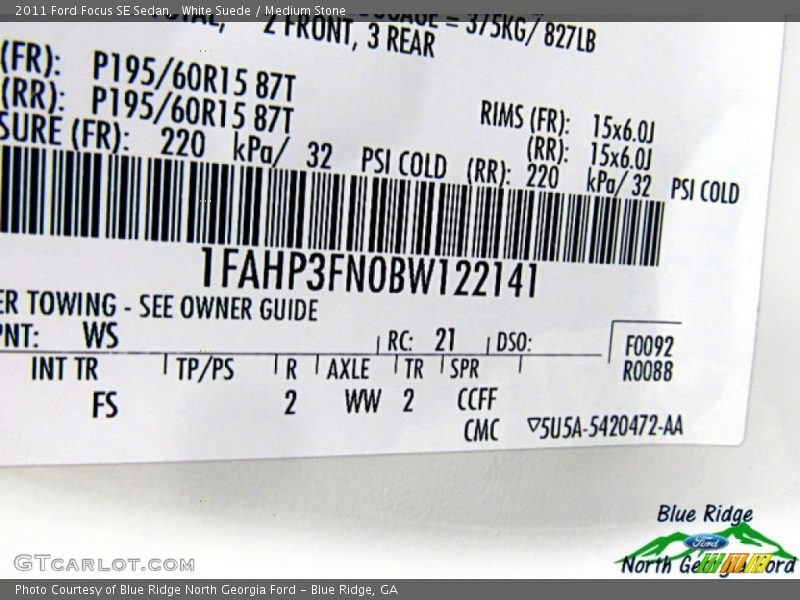 2011 Ford Focus SE Sedan, White Suede / Medium Stone
TOTAL, 2 FRONT, 3 REAR = 375KG/ 827LB
(FR): P195/60R15 87T
(RR): P195/60R15 87T
RIMS (FR): 15x6.0J
(RR): 15x6.0J
SURE (FR): 220 kPa/ 32 PSI COLD (RR): 220 kPa/ 32 PSI COLD
1FAHP3FN0BW122141
ER TOWING - SEE OWNER GUIDE
PNT: WS RC: 21 DSO:
F0092
R0088
INT TR TP/PS R AXLE TR SPR
FS 2 WW 2 CCFF
CMC ▽5U5A-5420472-AA
Blue Ridge
Ford
North Georgia Ford
GTcarlot.com
Photo Courtesy of Blue Ridge North Georgia Ford – Blue Ridge, GA